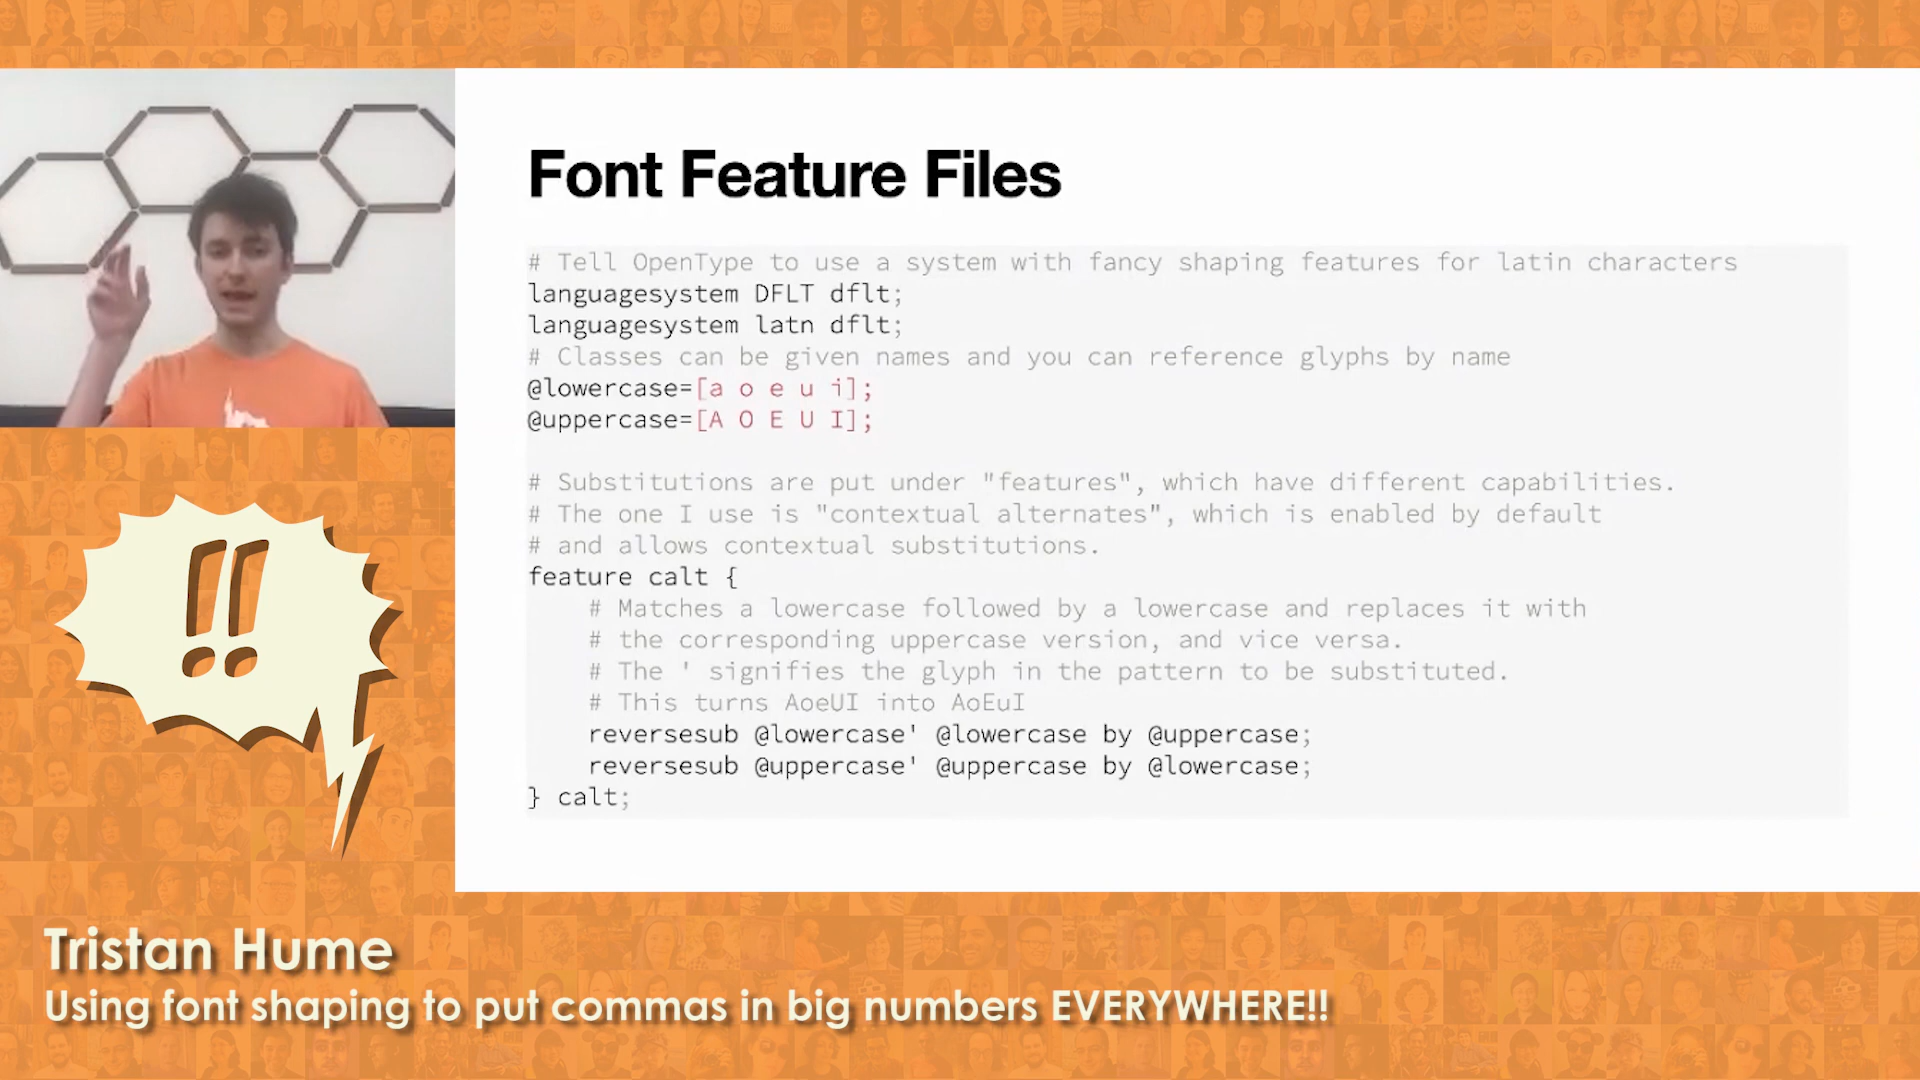 Font Feature Files
# Tell OpenType to use a system with fancy shaping features for latin characters
languagesystem DFLT dflt;
languagesystem latn dflt;
# Classes can be given names and you can reference glyphs by name
@lowercase=[a o e u i];
@uppercase=[A O E U I];
# Substitutions are put under "features", which have different capabilities.
# The one I use is "contextual alternates", which is enabled by default
# and allows contextual substitutions.
feature calt {
# Matches a lowercase followed by a lowercase and replaces it with
# the corresponding uppercase version, and vice versa.
# The ' signifies the glyph in the pattern to be substituted.
# This turns AoeUI into AoEuI
reversesub @lowercase' @lowercase by @uppercase;
reversesub @uppercase' @uppercase by @lowercase;
} calt;
!!
Tristan Hume
Using font shaping to put commas in big numbers EVERYWHERE!!